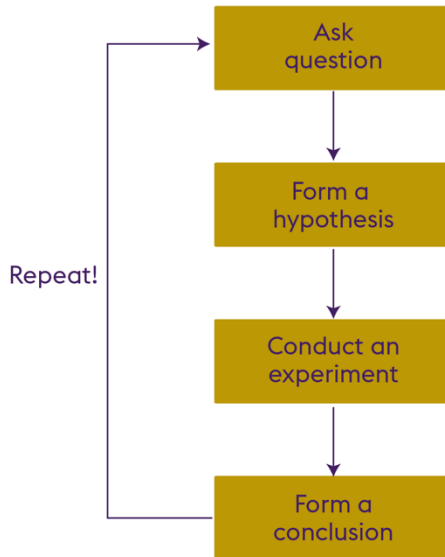 Ask
question
Form a
hypothesis
Repeat!
Conduct an
experiment
Form a
conclusion